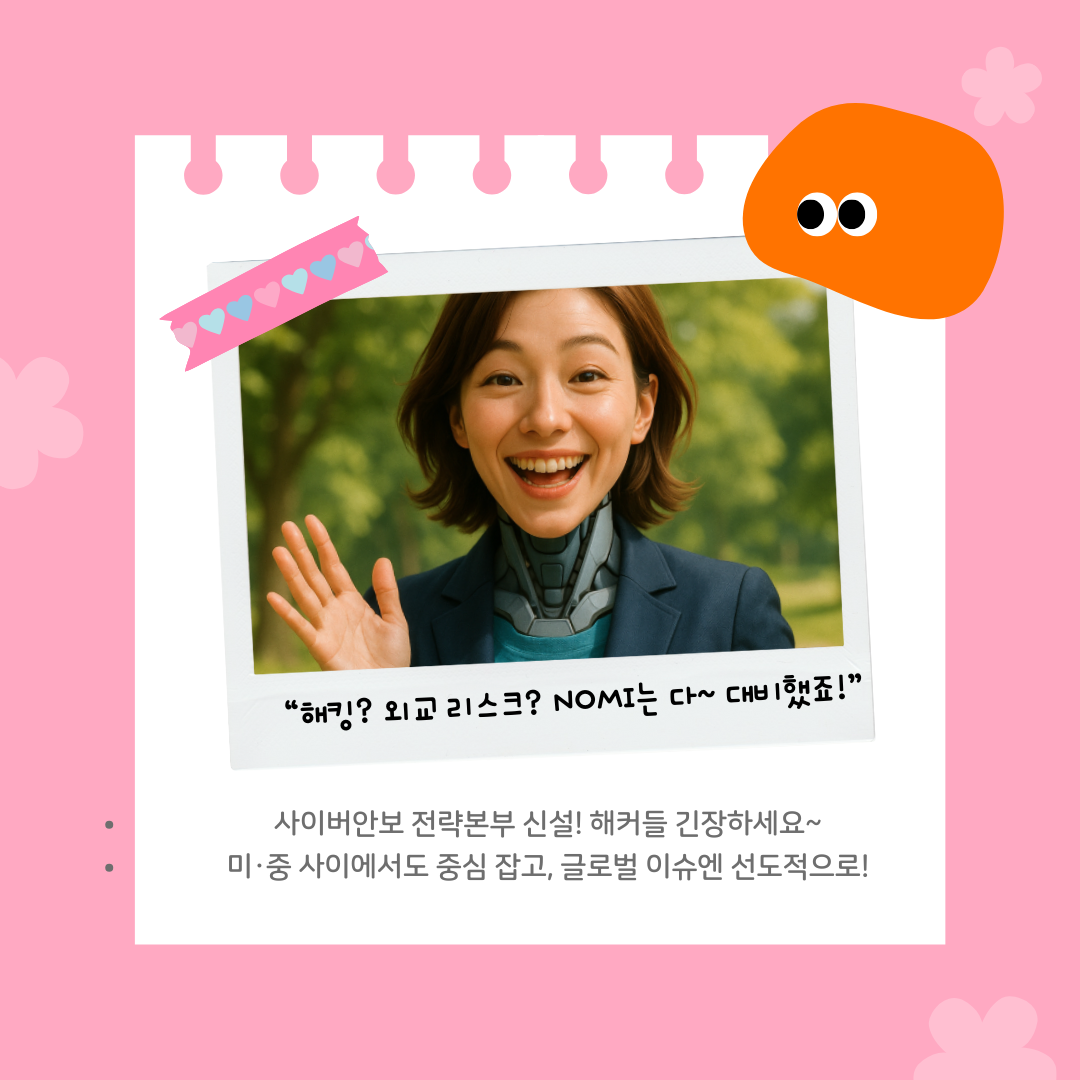 “해킹? 외교 리스크? NOMI는 다~ 대비했죠!”
• 사이버안보 전략본부 신설! 해커들 긴장하세요~
• 미·중 사이에서도 중심 잡고, 글로벌 이슈엔 선도적으로!